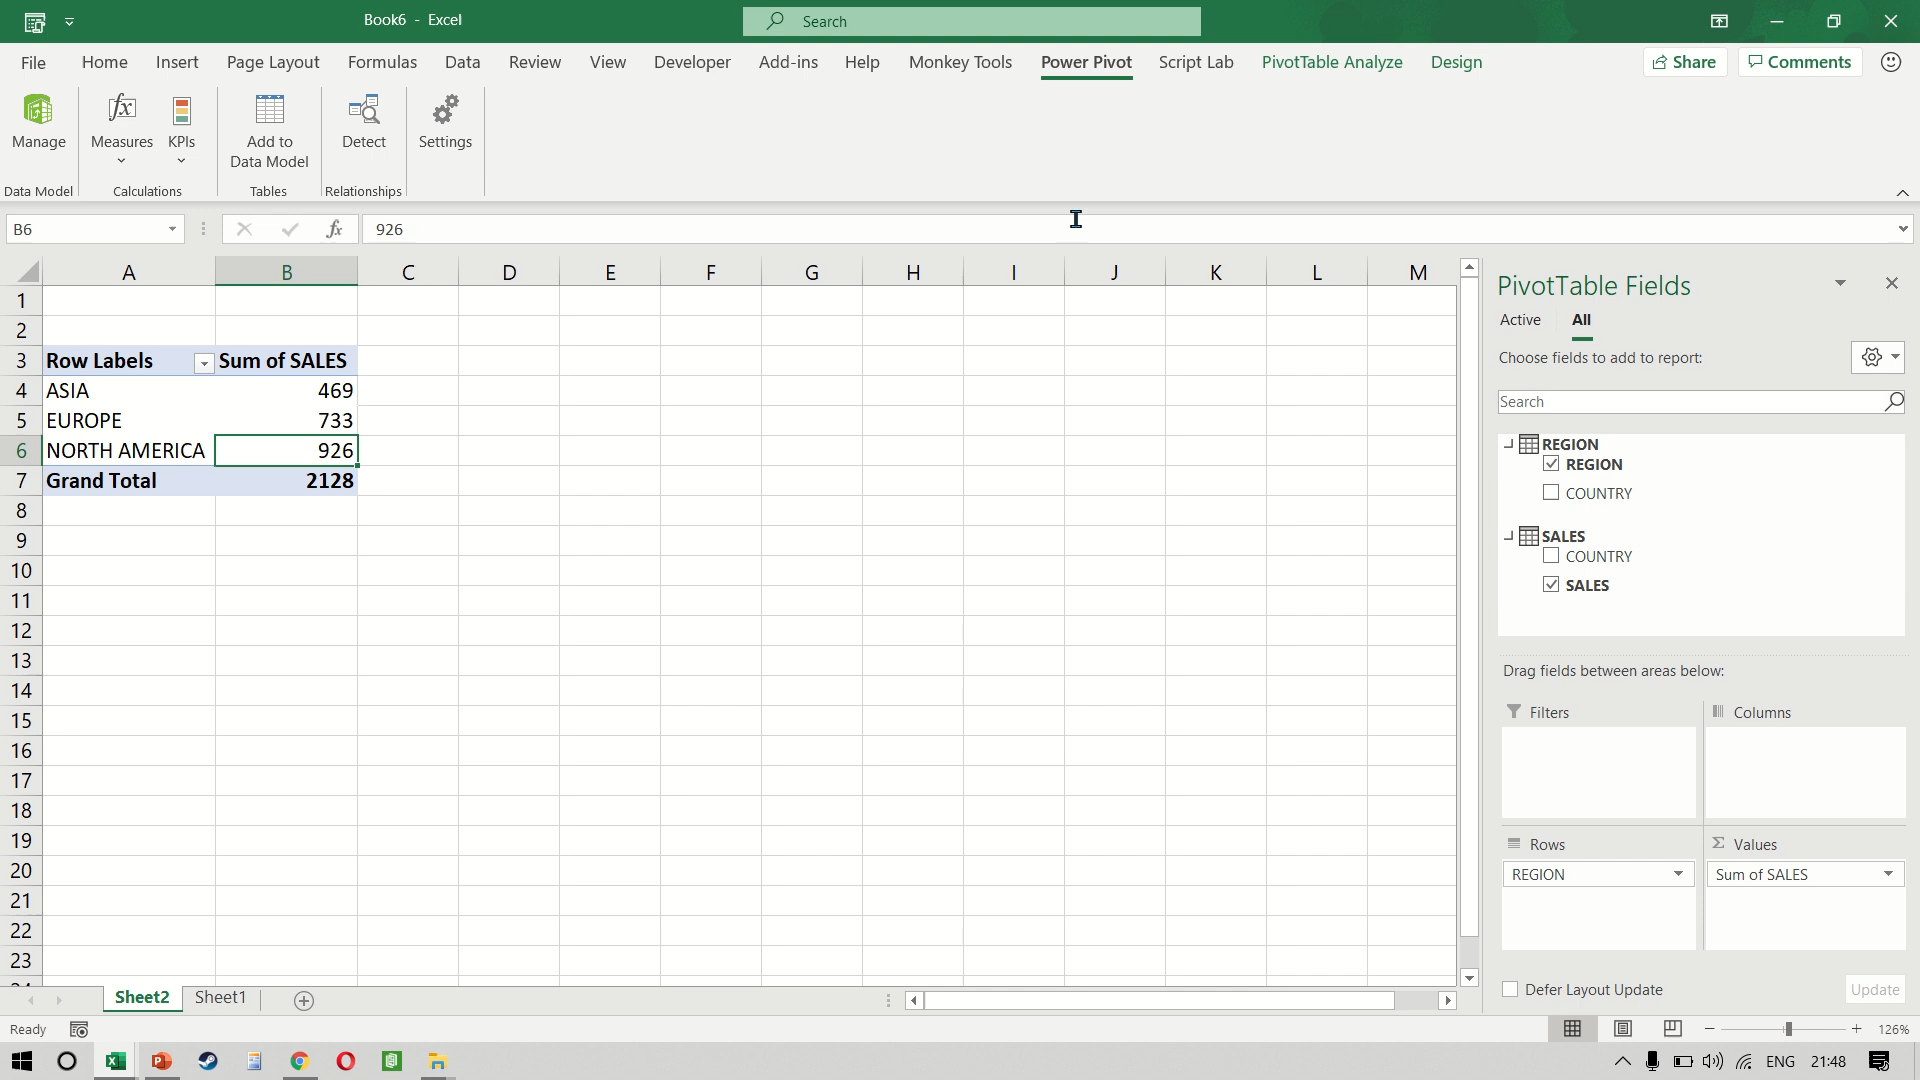 Book6 - Excel
Search
File Home Insert Page Layout Formulas Data Review View Developer Add-ins Help Monkey Tools Power Pivot Script Lab PivotTable Analyze Design Share Comments
Manage
Measures
KPIs
Add to
Data Model
Detect
Settings
Data Model
Calculations
Tables
Relationships
B6
fx
926
A B C D E F G H I J K L M
1
2
3 Row Labels Sum of SALES
4 ASIA 469
5 EUROPE 733
6 NORTH AMERICA 926
7 Grand Total 2128
8
9
10
11
12
13
14
15
16
17
18
19
20
21
22
23
PivotTable Fields
Active All
Choose fields to add to report:
Search
REGION
REGION
COUNTRY
SALES
COUNTRY
SALES
Drag fields between areas below:
Filters
Columns
Rows
Σ Values
REGION
Sum of SALES
Defer Layout Update
Update
Sheet2 Sheet1
Ready
126%
ENG 21:48